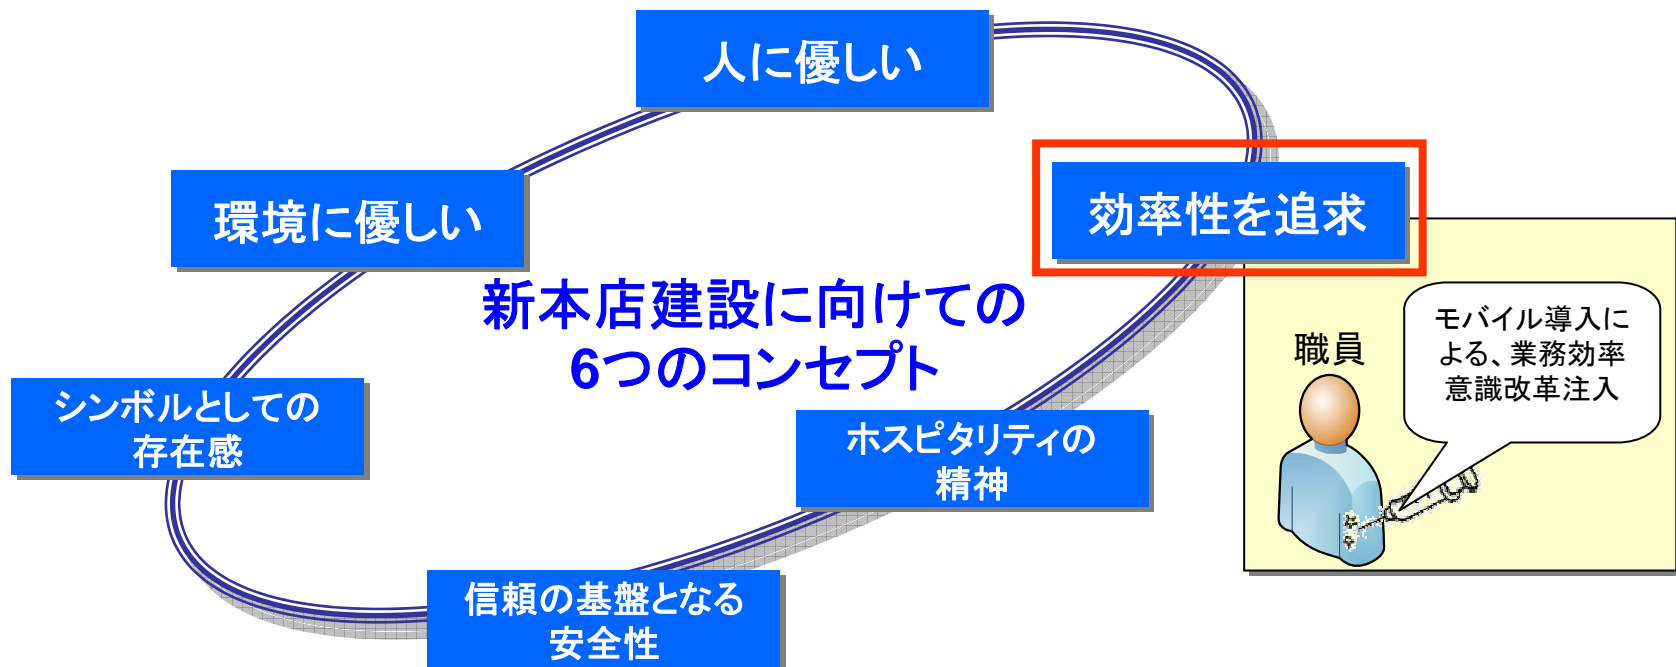 人に優しい
環境に優しい
効率性を追求
新本店建設に向けての
6つのコンセプト
シンボルとしての
存在感
ホスピタリティの
精神
信頼の基盤となる
安全性
職員
モバイル導入に
よる、業務効率
意識改革注入